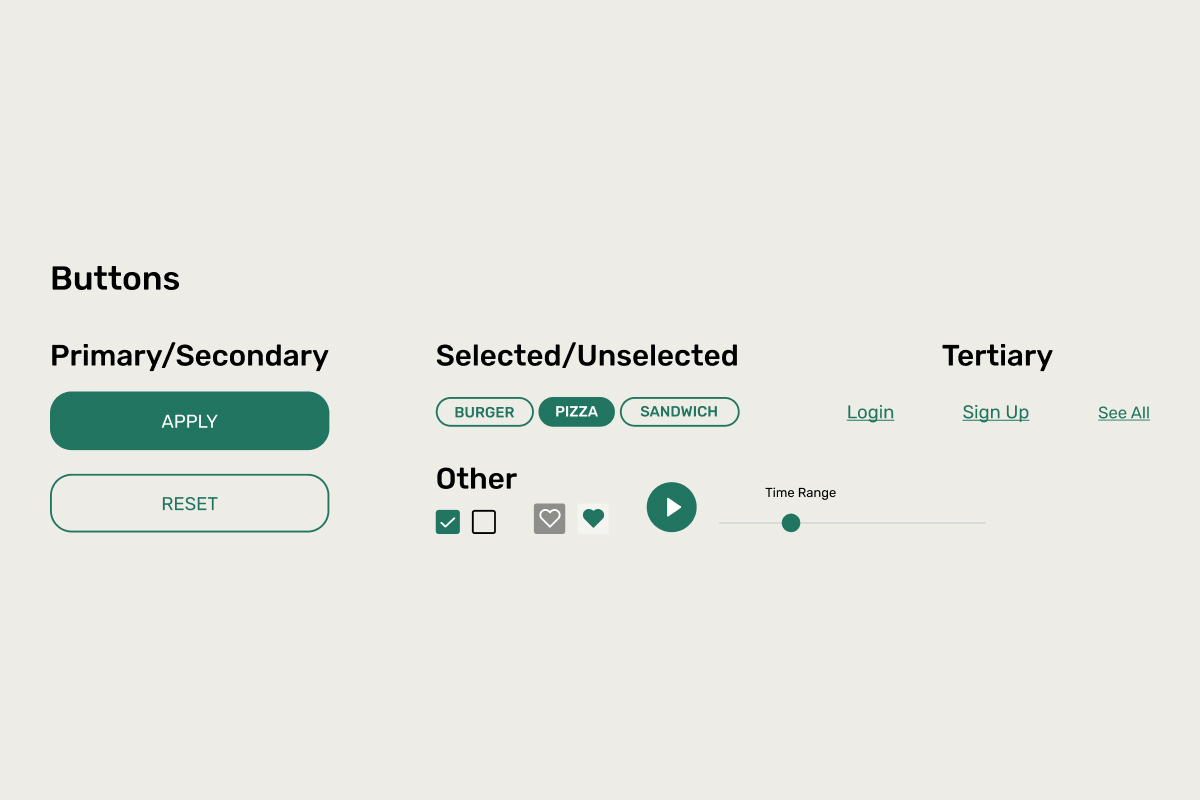 Buttons
Primary/Secondary
APPLY
RESET
Selected/Unselected
BURGER PIZZA SANDWICH
Other
Time Range
Tertiary
Login Sign Up See All